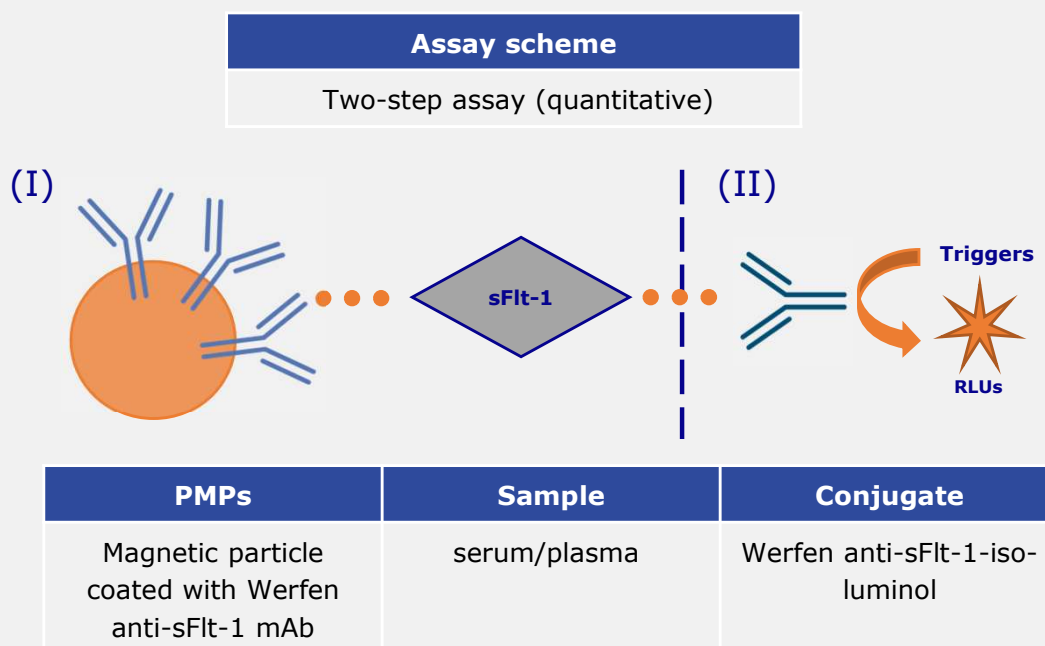 Assay scheme
Two-step assay (quantitative)
(I)
(II)
sFlt-1
Triggers
RLUs
PMPs
Sample
Conjugate
Magnetic particle
coated with Werfen
anti-sFlt-1 mAb
serum/plasma
Werfen anti-sFlt-1-iso-
luminol